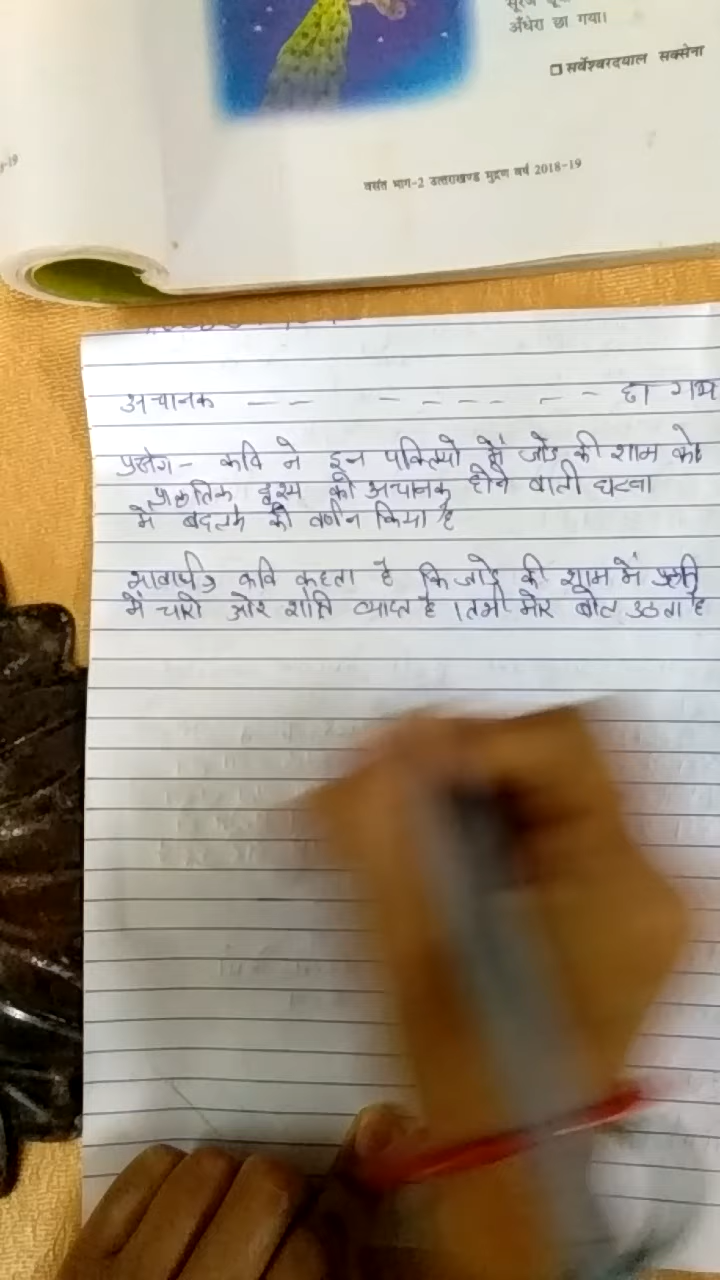 अँधेरा छा गया।
सर्वेश्वरदयाल सक्सेना
वसंत भाग-2 उत्तराखण्ड मुद्रण वर्ष 2018-19
अचानक -- ---- -- - छा गया
प्रसंग - कवि ने इन पंक्तियो में जाडे की शाम को
प्राकृतिक दृश्य को अचानक होने वाली घटना
मे बदलने की वर्णन किया है
भावार्थ कवि कहता है कि जाडे की शाम में प्रकृति
में चारो ओर शांति व्याप्त है । तभी मोर बोल उठता है